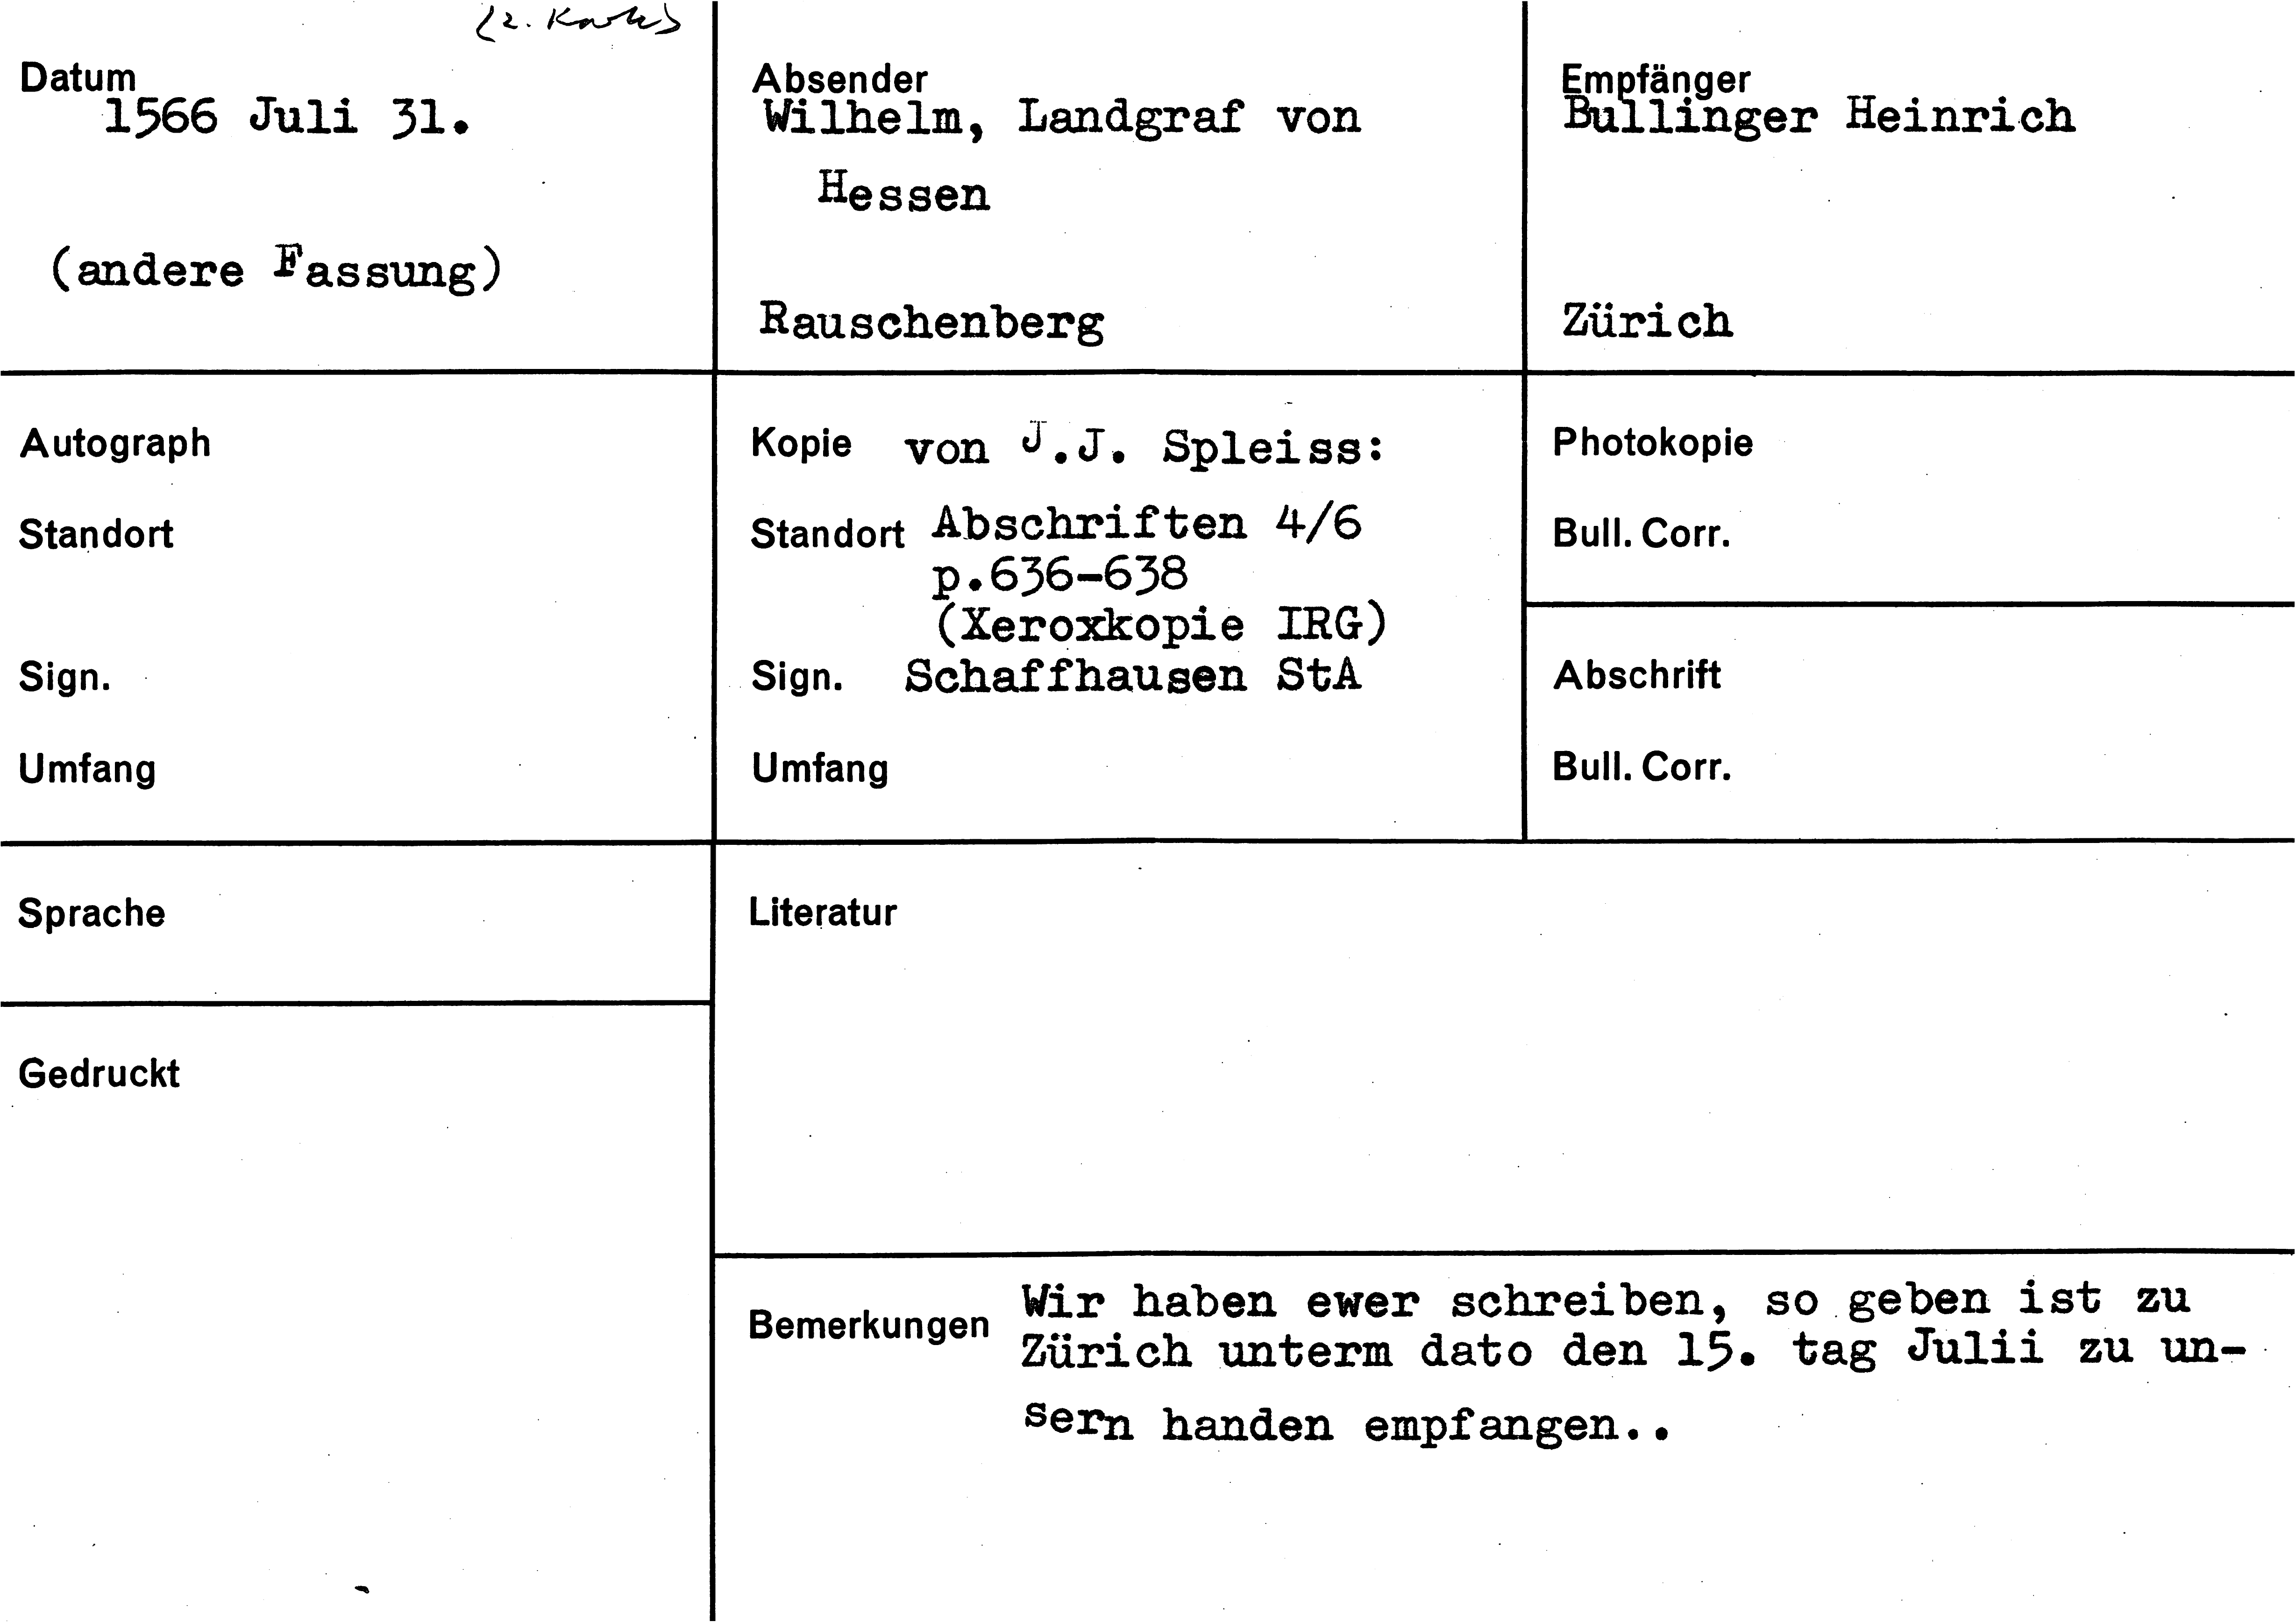 (2. Karte)
Datum
1566 Juli 31.
(andere Fassung)
Absender
Wilhelm, Landgraf von
Hessen
Rauschenberg
Empfänger
Bullinger Heinrich
Zürich
Autograph
Standort
Sign.
Umfang
Kopie von J.J. Spleiss:
Standort Abschriften 4/6
p.636-638
(Xeroxkopie IRG)
Sign. Schaffhausen StA
Umfang
Photokopie
Bull. Corr.
Abschrift
Bull. Corr.
Sprache
Gedruckt
Literatur
Bemerkungen Wir haben ewer schreiben, so geben ist zu
Zürich unterm dato den 15. tag Julii zu un-
sern handen empfangen..